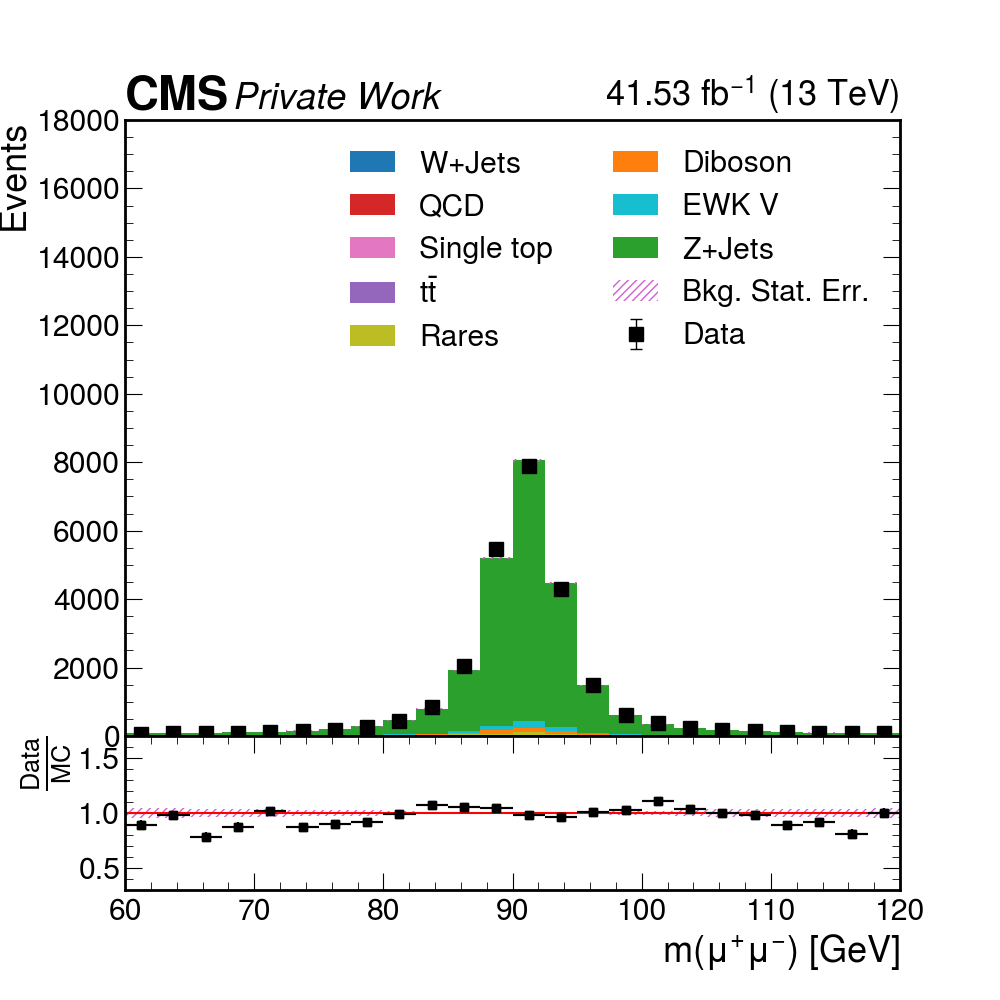 CMS Private Work 41.53 fb⁻¹ (13 TeV)
Events
18000
16000
14000
12000
10000
8000
6000
4000
2000
0
W+Jets
QCD
Single top
tt̄
Rares
Diboson
EWK V
Z+Jets
Bkg. Stat. Err.
Data
Data
MC
1.5
1.0
0.5
60 70 80 90 100 110 120
m(μ⁺μ⁻) [GeV]